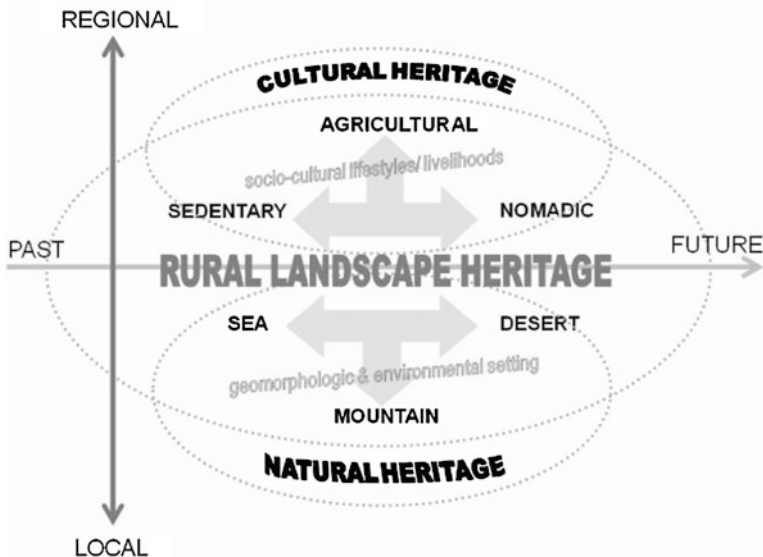 REGIONAL
CULTURAL HERITAGE
AGRICULTURAL
socio-cultural lifestyles/ livelihoods
SEDENTARY NOMADIC
PAST FUTURE
RURAL LANDSCAPE HERITAGE
SEA DESERT
geomorphologic & environmental setting
MOUNTAIN
NATURAL HERITAGE
LOCAL